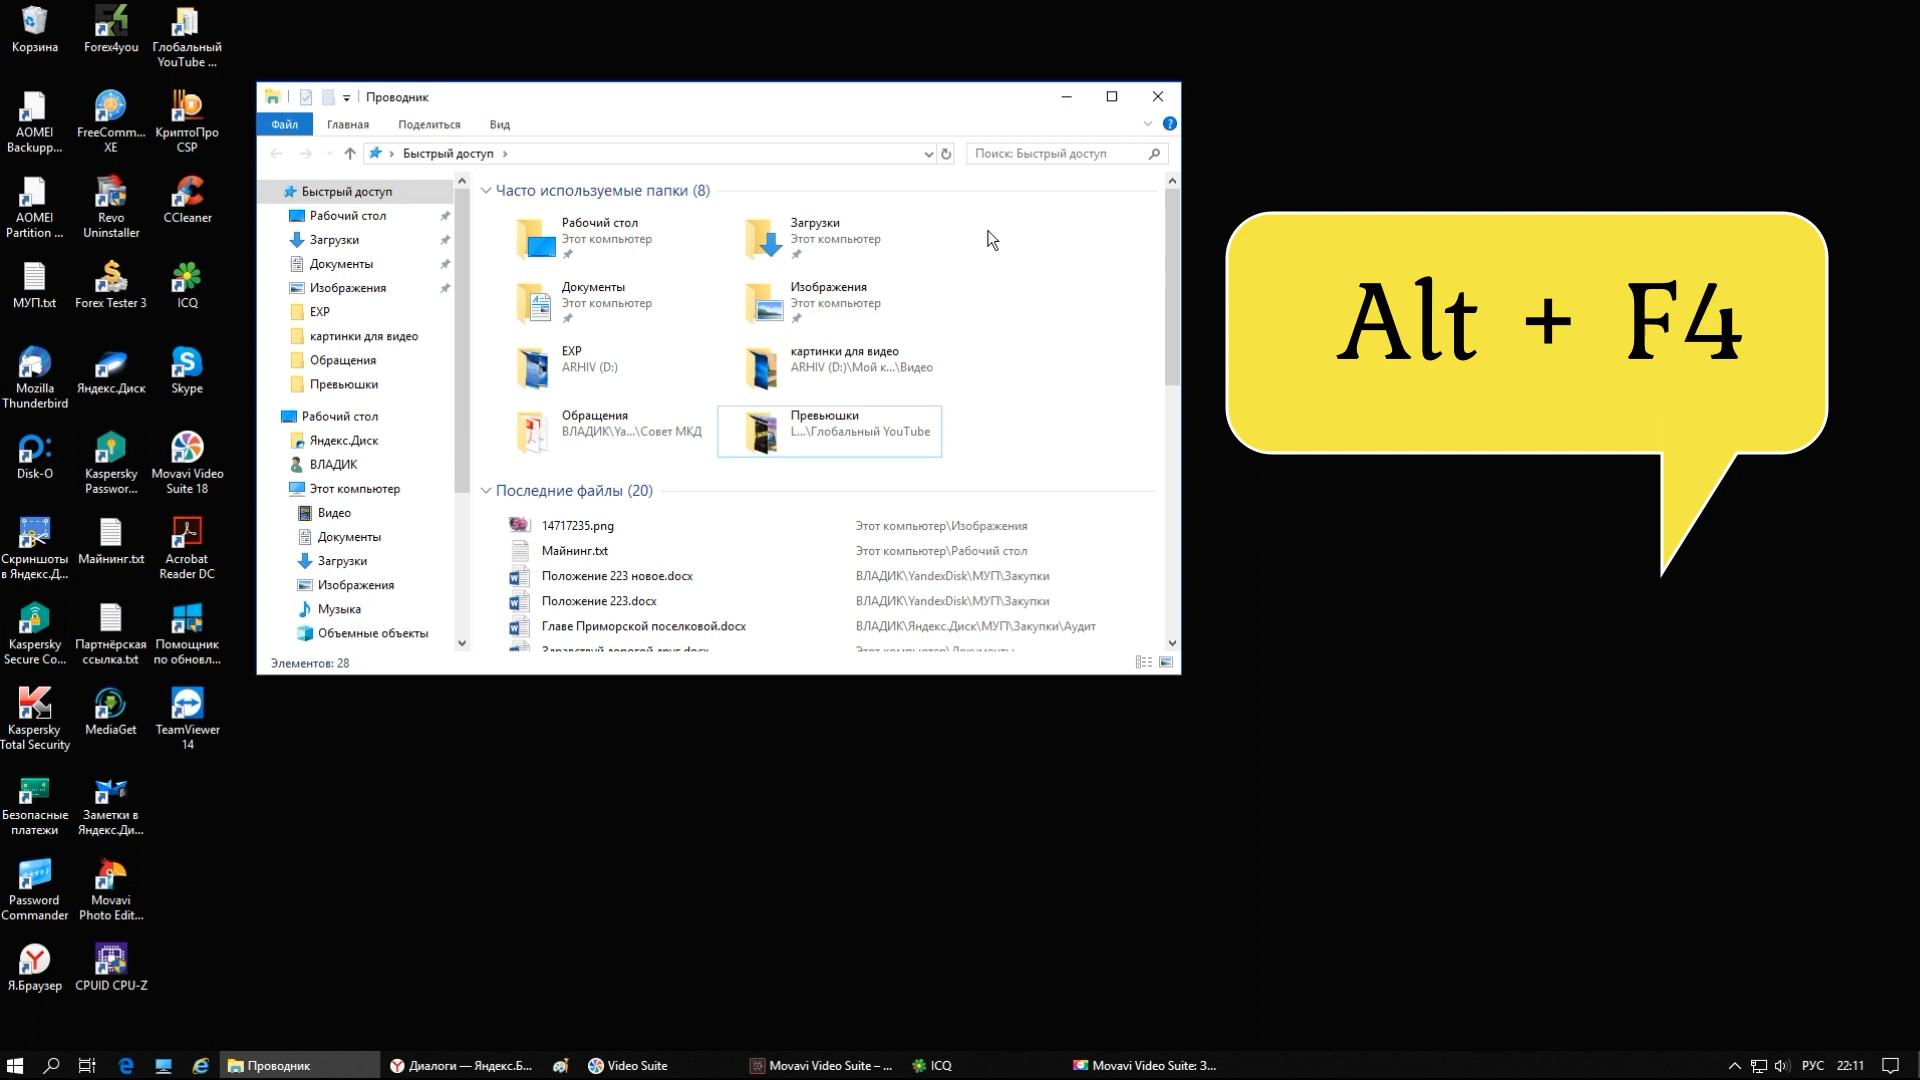 Корзина
Forex4you
Глобальный
YouTube ...
AOMEI
Backupp...
FreeComm...
XE
КриптоПро
CSP
AOMEI
Partition ...
Revo
Uninstaller
CCleaner
МУП.txt
Forex Tester 3
ICQ
Mozilla
Thunderbird
Яндекс.Диск
Skype
Disk-O
Kaspersky
Passwor...
Movavi Video
Suite 18
Скриншоты
в Яндекс.Д...
Майнинг.txt
Acrobat
Reader DC
Kaspersky
Secure Co...
Партнёрская
ссылка.txt
Помощник
по обновл...
Kaspersky
Total Security
MediaGet
TeamViewer
14
Безопасные
платежи
Заметки в
Яндекс.Ди...
Password
Commander
Movavi
Photo Edit...
Я.Браузер
CPUID CPU-Z
Проводник
Файл
Главная
Поделиться
Вид
Быстрый доступ
Поиск: Быстрый доступ
Быстрый доступ
Рабочий стол
Загрузки
Документы
Изображения
EXP
картинки для видео
Обращения
Превьюшки
Рабочий стол
Яндекс.Диск
ВЛАДИК
Этот компьютер
Видео
Документы
Загрузки
Изображения
Музыка
Объемные объекты
Часто используемые папки (8)
Рабочий стол
Этот компьютер
Загрузки
Этот компьютер
Документы
Этот компьютер
Изображения
Этот компьютер
EXP
ARHIV (D:)
картинки для видео
ARHIV (D:)\Мой к...\Видео
Обращения
ВЛАДИК\Ya...\Совет МКД
Превьюшки
L...\Глобальный YouTube
Последние файлы (20)
14717235.png Этот компьютер\Изображения
Майнинг.txt Этот компьютер\Рабочий стол
Положение 223 новое.docx ВЛАДИК\YandexDisk\МУП\Закупки
Положение 223.docx ВЛАДИК\YandexDisk\МУП\Закупки
Главе Приморской поселковой.docx ВЛАДИК\Яндекс.Диск\МУП\Закупки\Аудит
Здравствуй дорогой друг.docx Этот компьютер\Документы
Элементов: 28
Alt + F4
Проводник
Диалоги — Яндекс.Б...
Video Suite
Movavi Video Suite – ...
ICQ
Movavi Video Suite: З...
РУС
22:11